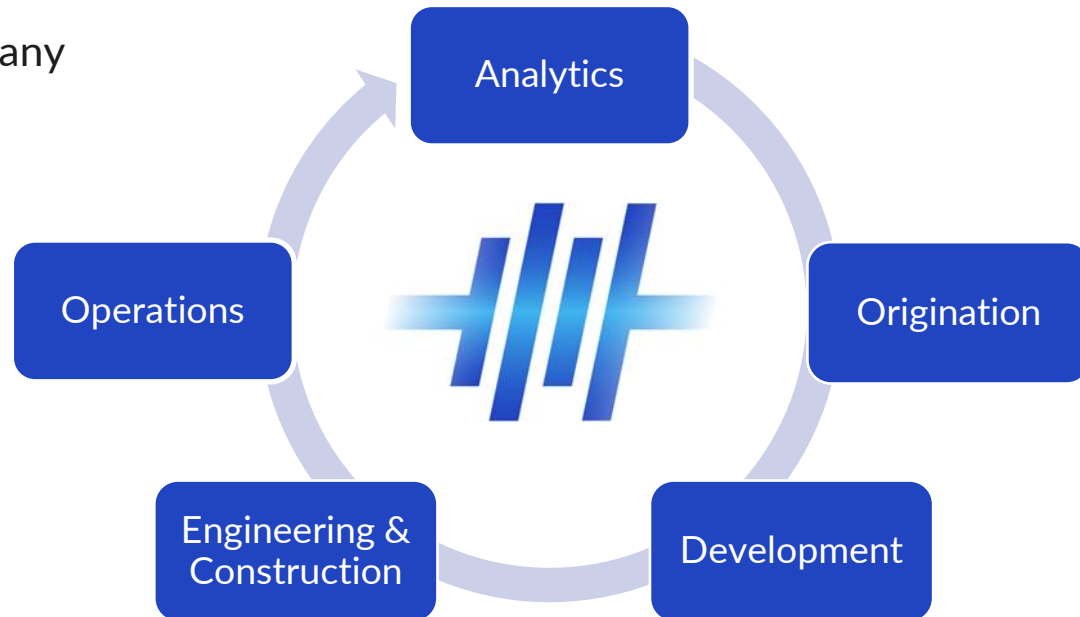 any
Analytics
Operations
Origination
Engineering &
Construction
Development